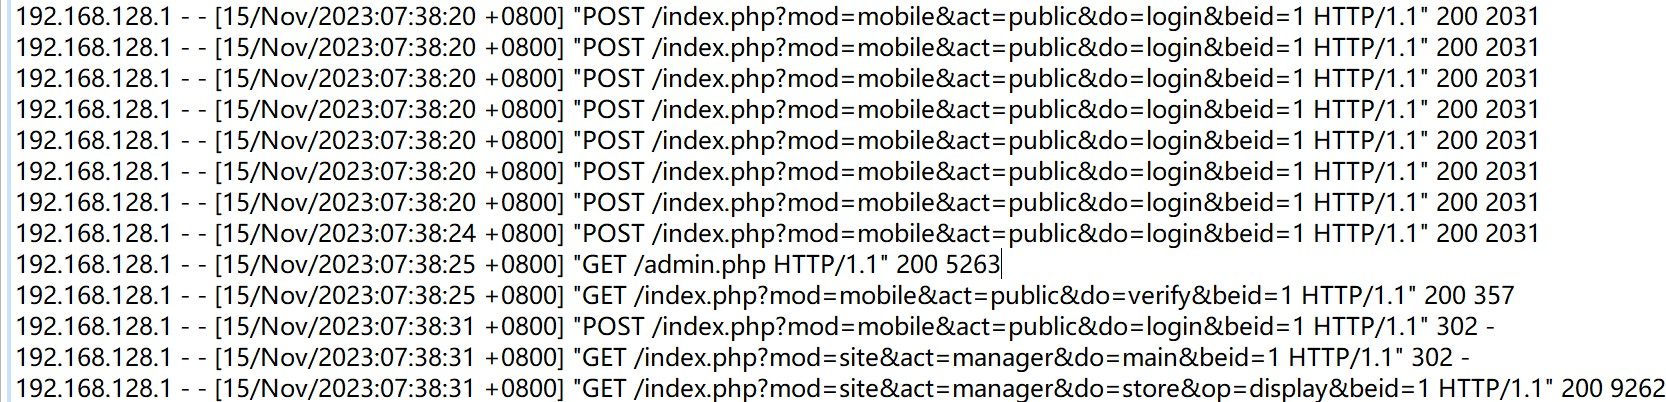 192.168.128.1 - - [15/Nov/2023:07:38:20 +0800] "POST /index.php?mod=mobile&act=public&do=login&beid=1 HTTP/1.1" 200 2031
192.168.128.1 - - [15/Nov/2023:07:38:20 +0800] "POST /index.php?mod=mobile&act=public&do=login&beid=1 HTTP/1.1" 200 2031
192.168.128.1 - - [15/Nov/2023:07:38:20 +0800] "POST /index.php?mod=mobile&act=public&do=login&beid=1 HTTP/1.1" 200 2031
192.168.128.1 - - [15/Nov/2023:07:38:20 +0800] "POST /index.php?mod=mobile&act=public&do=login&beid=1 HTTP/1.1" 200 2031
192.168.128.1 - - [15/Nov/2023:07:38:20 +0800] "POST /index.php?mod=mobile&act=public&do=login&beid=1 HTTP/1.1" 200 2031
192.168.128.1 - - [15/Nov/2023:07:38:20 +0800] "POST /index.php?mod=mobile&act=public&do=login&beid=1 HTTP/1.1" 200 2031
192.168.128.1 - - [15/Nov/2023:07:38:20 +0800] "POST /index.php?mod=mobile&act=public&do=login&beid=1 HTTP/1.1" 200 2031
192.168.128.1 - - [15/Nov/2023:07:38:24 +0800] "POST /index.php?mod=mobile&act=public&do=login&beid=1 HTTP/1.1" 200 2031
192.168.128.1 - - [15/Nov/2023:07:38:25 +0800] "GET /admin.php HTTP/1.1" 200 5263
192.168.128.1 - - [15/Nov/2023:07:38:25 +0800] "GET /index.php?mod=mobile&act=public&do=verify&beid=1 HTTP/1.1" 200 357
192.168.128.1 - - [15/Nov/2023:07:38:31 +0800] "POST /index.php?mod=mobile&act=public&do=login&beid=1 HTTP/1.1" 302 -
192.168.128.1 - - [15/Nov/2023:07:38:31 +0800] "GET /index.php?mod=site&act=manager&do=main&beid=1 HTTP/1.1" 302 -
192.168.128.1 - - [15/Nov/2023:07:38:31 +0800] "GET /index.php?mod=site&act=manager&do=store&op=display&beid=1 HTTP/1.1" 200 9262